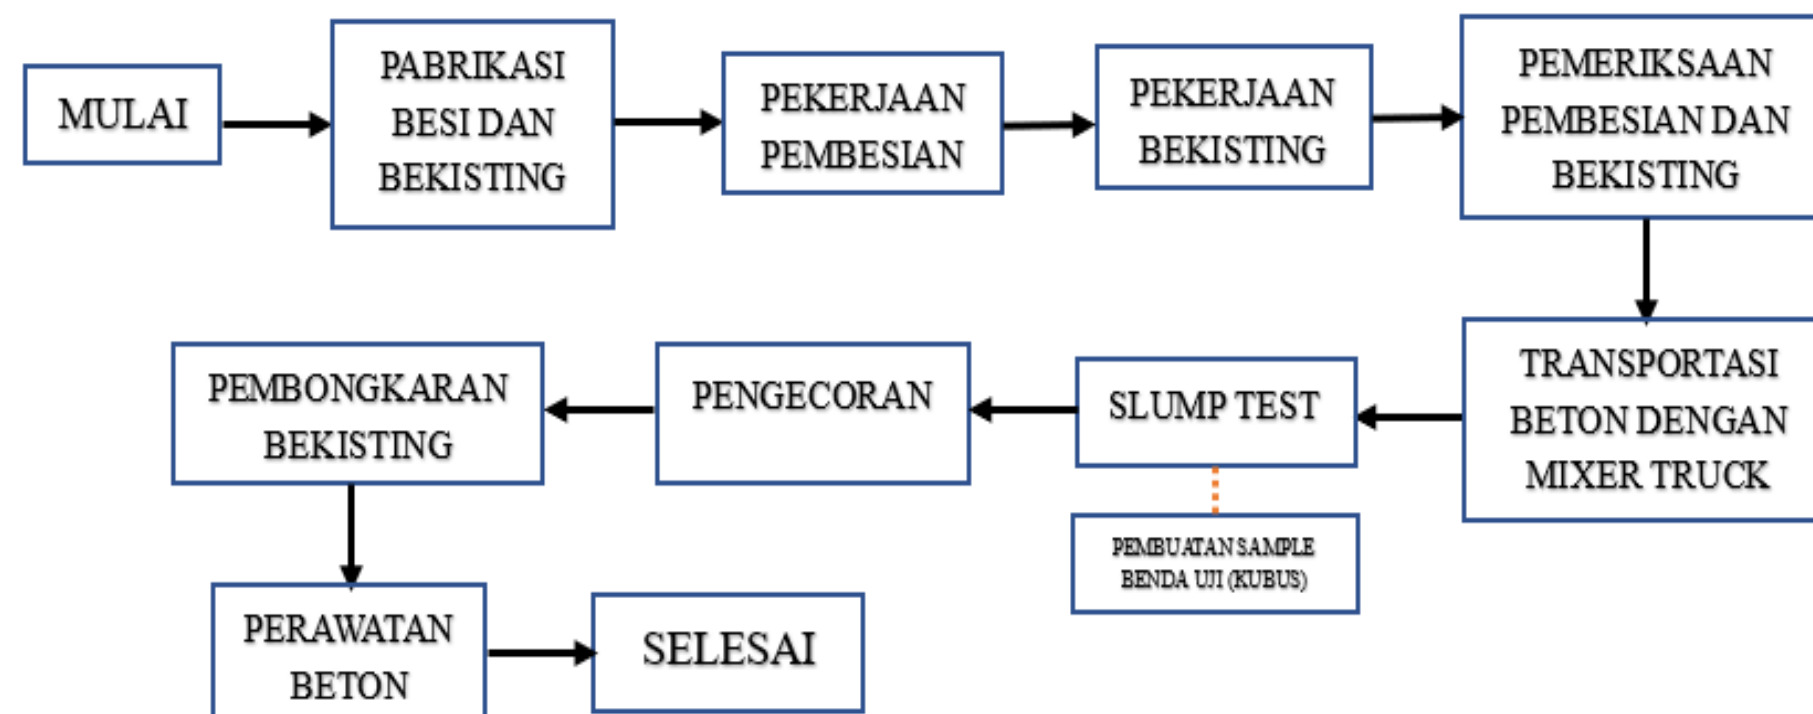 MULAI
PABRIKASI
BESI DAN
BEKISTING
PEKERJAAN
PEMBESIAN
PEKERJAAN
BEKISTING
PEMERIKSAAN
PEMBESIAN DAN
BEKISTING
TRANSPORTASI
BETON DENGAN
MIXER TRUCK
SLUMP TEST
PEMBUATAN SAMPLE
BENDA UJI (KUBUS)
PENGECORAN
PEMBONGKARAN
BEKISTING
PERAWATAN
BETON
SELESAI